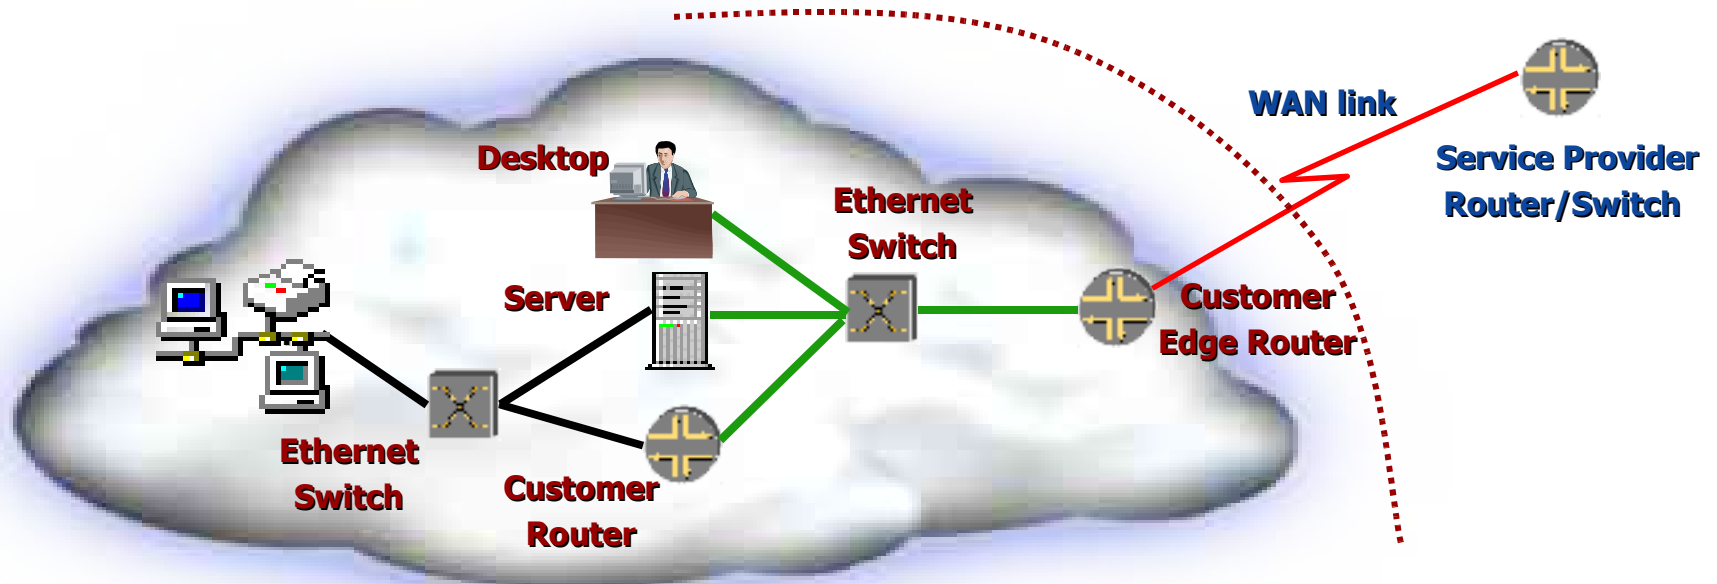 WAN link
Service Provider
Router/Switch
Desktop
Ethernet
Switch
Server
Customer
Edge Router
Ethernet
Switch
Customer
Router